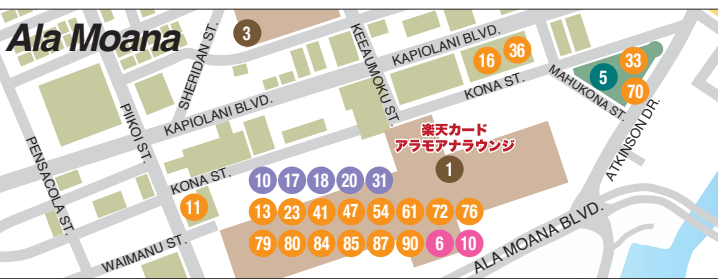 Ala Moana
3
SHERIDAN ST.
KEEAUMOKU ST.
KAPIOLANI BLVD.
16
36
33
5
70
MAHUKONA ST.
KONA ST.
ATKINSON DR.
PIIKOI ST.
KAPIOLANI BLVD.
PENSACOLA ST.
楽天カード
アラモアナラウンジ
1
KONA ST.
10 17 18 20 31
11
13 23 41 47 54 61 72 76
79 80 84 85 87 90 6 10
WAIMANU ST.
ALA MOANA BLVD.